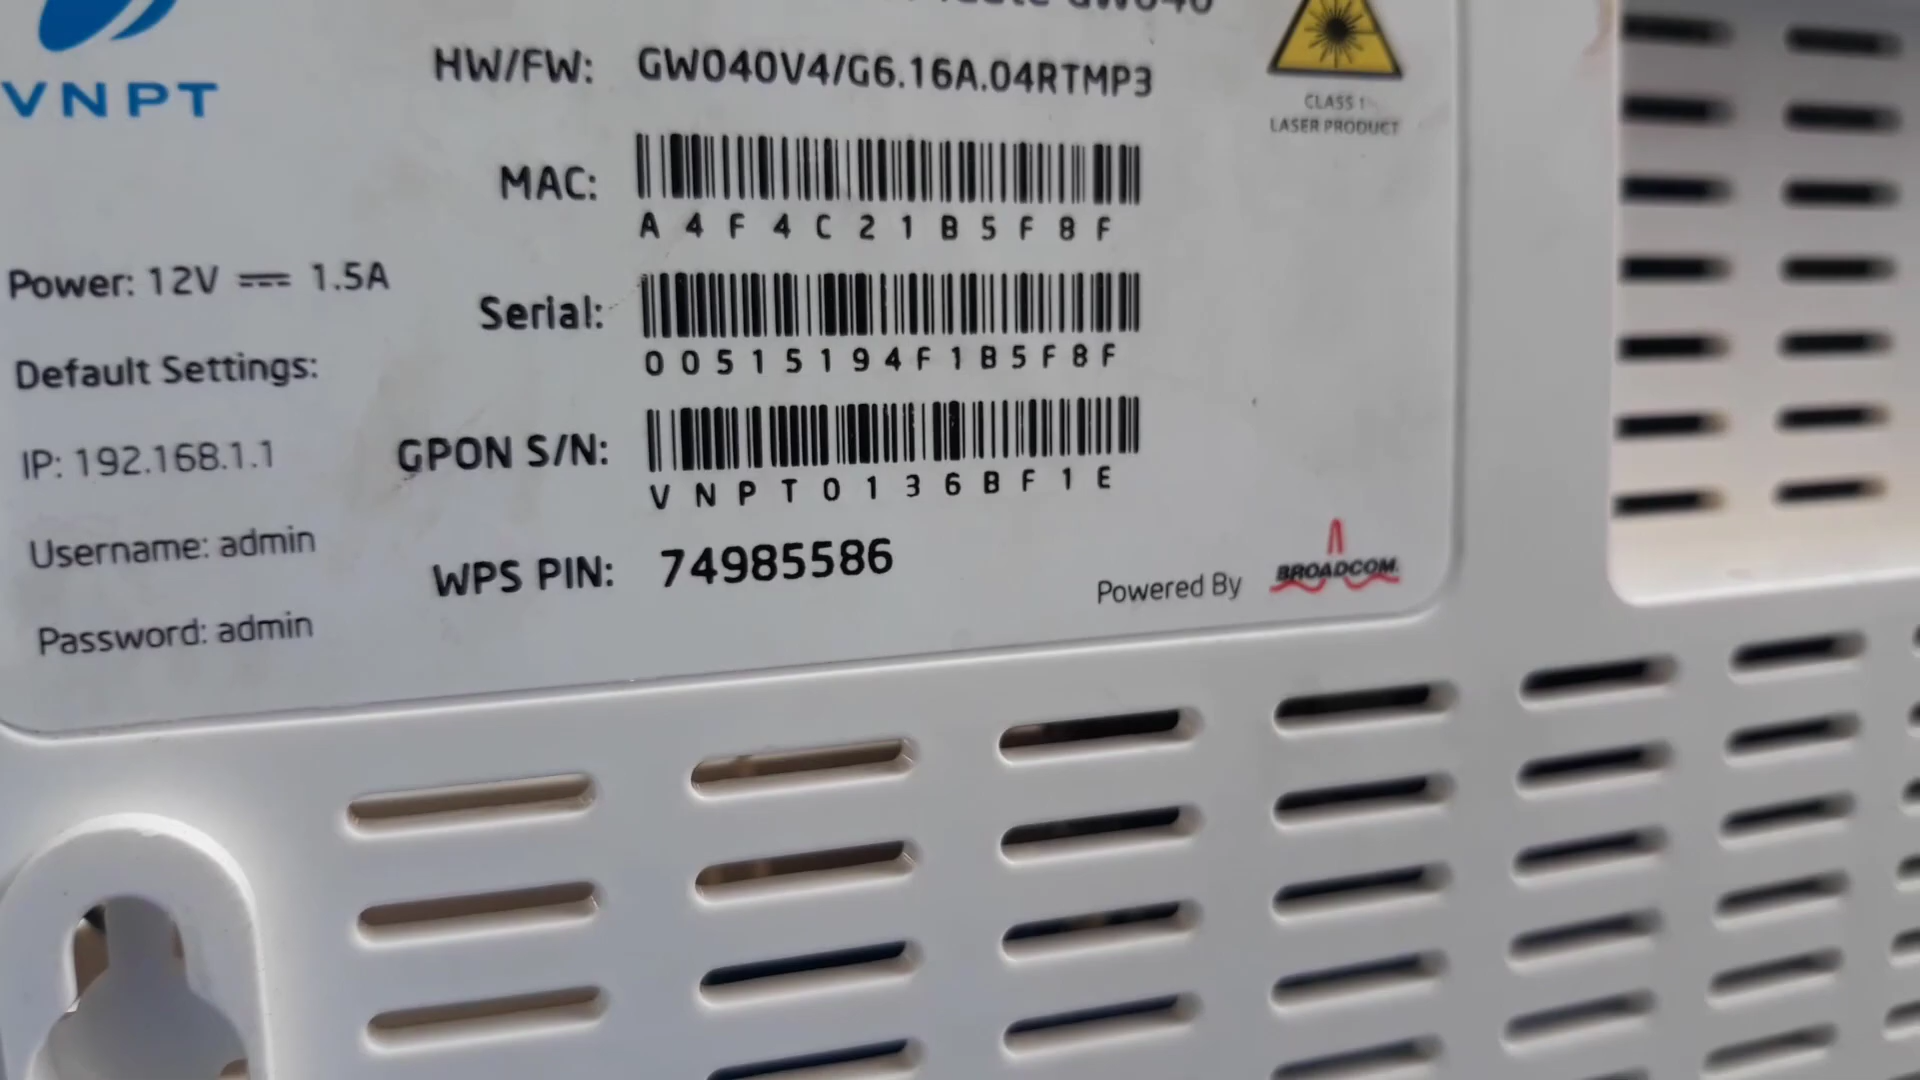 GW040
VNPT
HW/FW: GW040V4/G6.16A.04RTMP3
CLASS 1
LASER PRODUCT
MAC:
A4F4C21B5F8F
Power: 12V ⎓ 1.5A
Serial:
00515194F1B5F8F
Default Settings:
IP: 192.168.1.1
GPON S/N:
VNPT0136BF1E
Username: admin
WPS PIN: 74985586
Password: admin
Powered By BROADCOM.